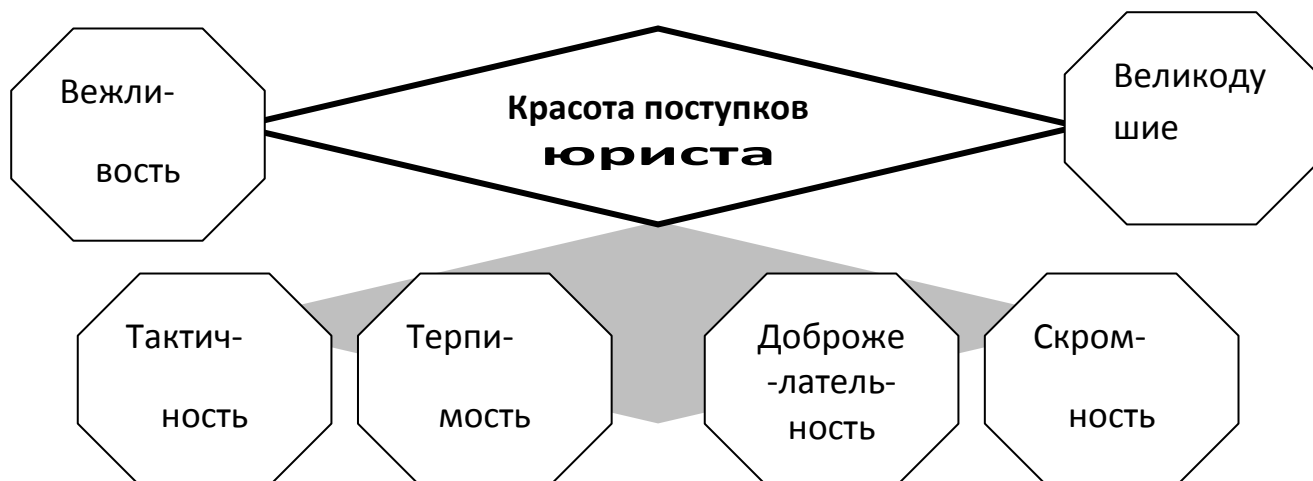 Вежли-
вость
Красота поступков
юриста
Великоду
шие
Тактич-
ность
Терпи-
мость
Доброже
-латель-
ность
Скром-
ность